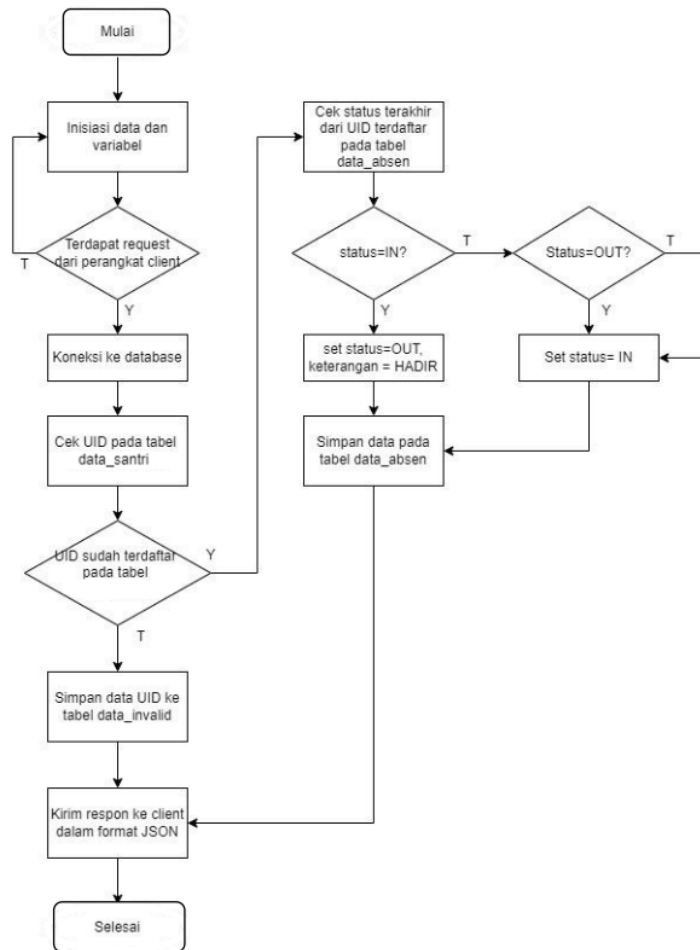 Mulai
Inisiasi data dan
variabel
Terdapat request
dari perangkat client
T
Y
Koneksi ke database
Cek UID pada tabel
data_santri
UID sudah terdaftar
pada tabel
Y
T
Simpan data UID ke
tabel data_invalid
Kirim respon ke client
dalam format JSON
Selesai
Cek status terakhir
dari UID terdaftar
pada tabel
data_absen
status=IN?
T
Y
set status=OUT,
keterangan = HADIR
Simpan data pada
tabel data_absen
Status=OUT?
T
Y
Set status= IN